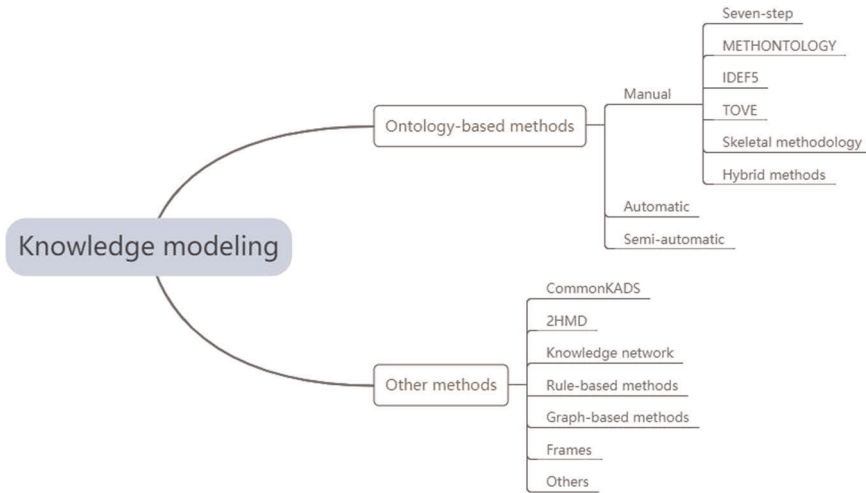 Knowledge modeling
Ontology-based methods
Manual
Seven-step
METHONTOLOGY
IDEF5
TOVE
Skeletal methodology
Hybrid methods
Automatic
Semi-automatic
Other methods
CommonKADS
2HMD
Knowledge network
Rule-based methods
Graph-based methods
Frames
Others